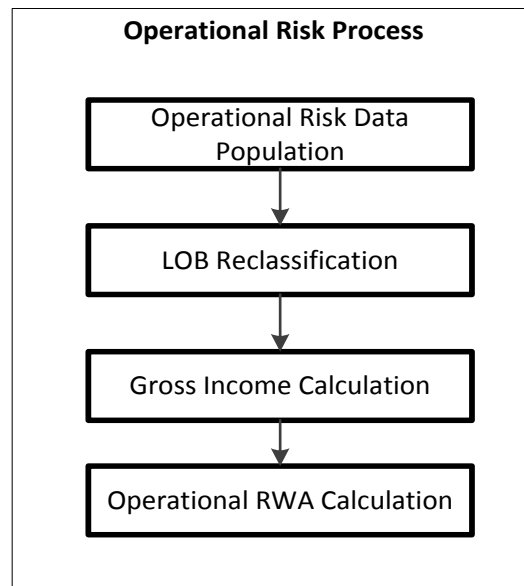 Operational Risk Process
Operational Risk Data
Population
LOB Reclassification
Gross Income Calculation
Operational RWA Calculation